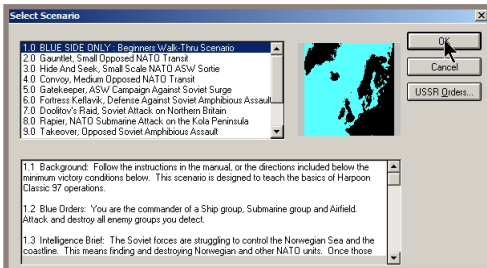 Select Scenario
1.0 BLUE SIDE ONLY : Beginners Walk-Thru Scenario
2.0 Gauntlet, Small Opposed NATO Transit
3.0 Hide And Seek, Small Scale NATO ASW Sortie
4.0 Convoy, Medium Opposed NATO Transit
5.0 Gatekeeper, ASW Campaign Against Soviet Surge
6.0 Fortress Keflavik, Defense Against Soviet Amphibious Assault
7.0 Doolitov's Raid, Soviet Attack on Northern Britain
8.0 Rapier, NATO Submarine Attack on the Kola Peninsula
9.0 Takeover, Opposed Soviet Amphibious Assault
OK
Cancel
USSR Orders...
1.1 Background: Follow the instructions in the manual, or the directions included below the
minimum victory conditions below. This scenario is designed to teach the basics of Harpoon
Classic 97 operations.
1.2 Blue Orders: You are the commander of a Ship group, Submarine group and Airfield.
Attack and destroy all enemy groups you detect.
1.3 Intelligence Brief: The Soviet forces are struggling to control the Norwegian Sea and the
coastline. This means finding and destroying Norwegian and other NATO units. Once those